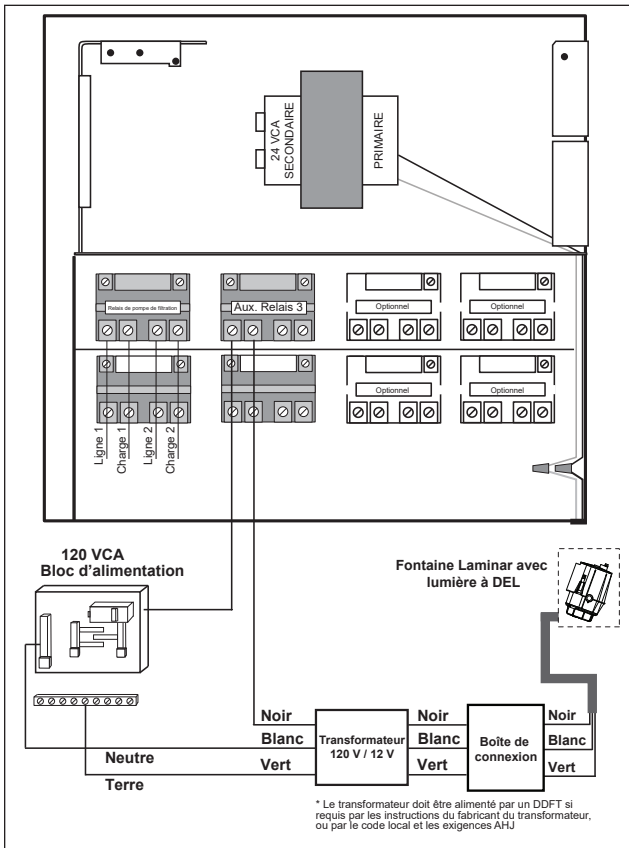 24 VCA
SECONDAIRE
PRIMAIRE
Relais de pompe de filtration
Aux. Relais 3
Optionnel
Optionnel
Optionnel
Optionnel
Ligne 1
Charge 1
Ligne 2
Charge 2
120 VCA
Bloc d’alimentation
Fontaine Laminar avec
lumière à DEL
Noir
Blanc
Vert
Neutre
Terre
Transformateur
120 V / 12 V
Noir
Blanc
Vert
Boîte de
connexion
Noir
Blanc
Vert
* Le transformateur doit être alimenté par un DDFT si
requis par les instructions du fabricant du transformateur,
ou par le code local et les exigences AHJ